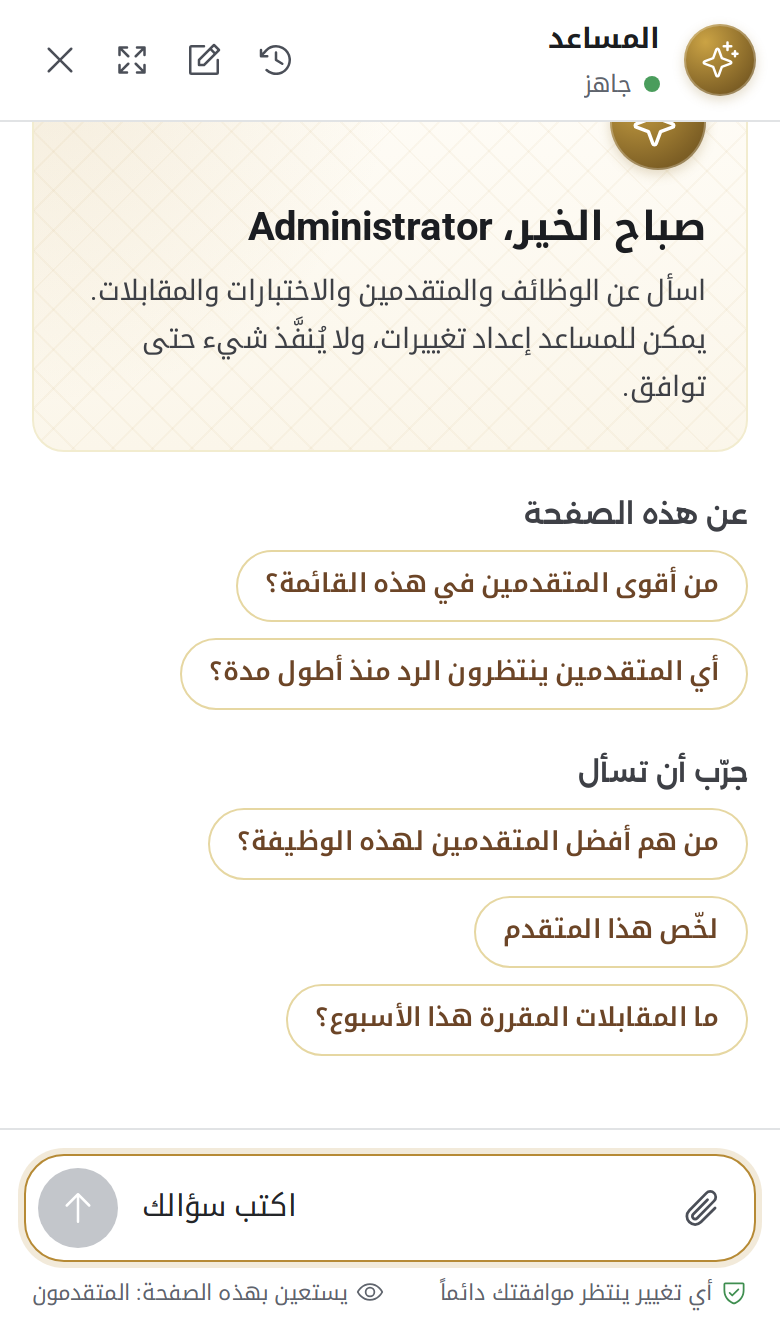 المساعد
جاهز
صباح الخير، Administrator
اسأل عن الوظائف والمتقدمين والاختبارات والمقابلات.
يمكن للمساعد إعداد تغييرات، ولا يُنفَّذ شيء حتى
توافق.
عن هذه الصفحة
من أقوى المتقدمين في هذه القائمة؟
أي المتقدمين ينتظرون الرد منذ أطول مدة؟
جرّب أن تسأل
من هم أفضل المتقدمين لهذه الوظيفة؟
لخّص هذا المتقدم
ما المقابلات المقررة هذا الأسبوع؟
اكتب سؤالك
أي تغيير ينتظر موافقتك دائماً
يستعين بهذه الصفحة: المتقدمون